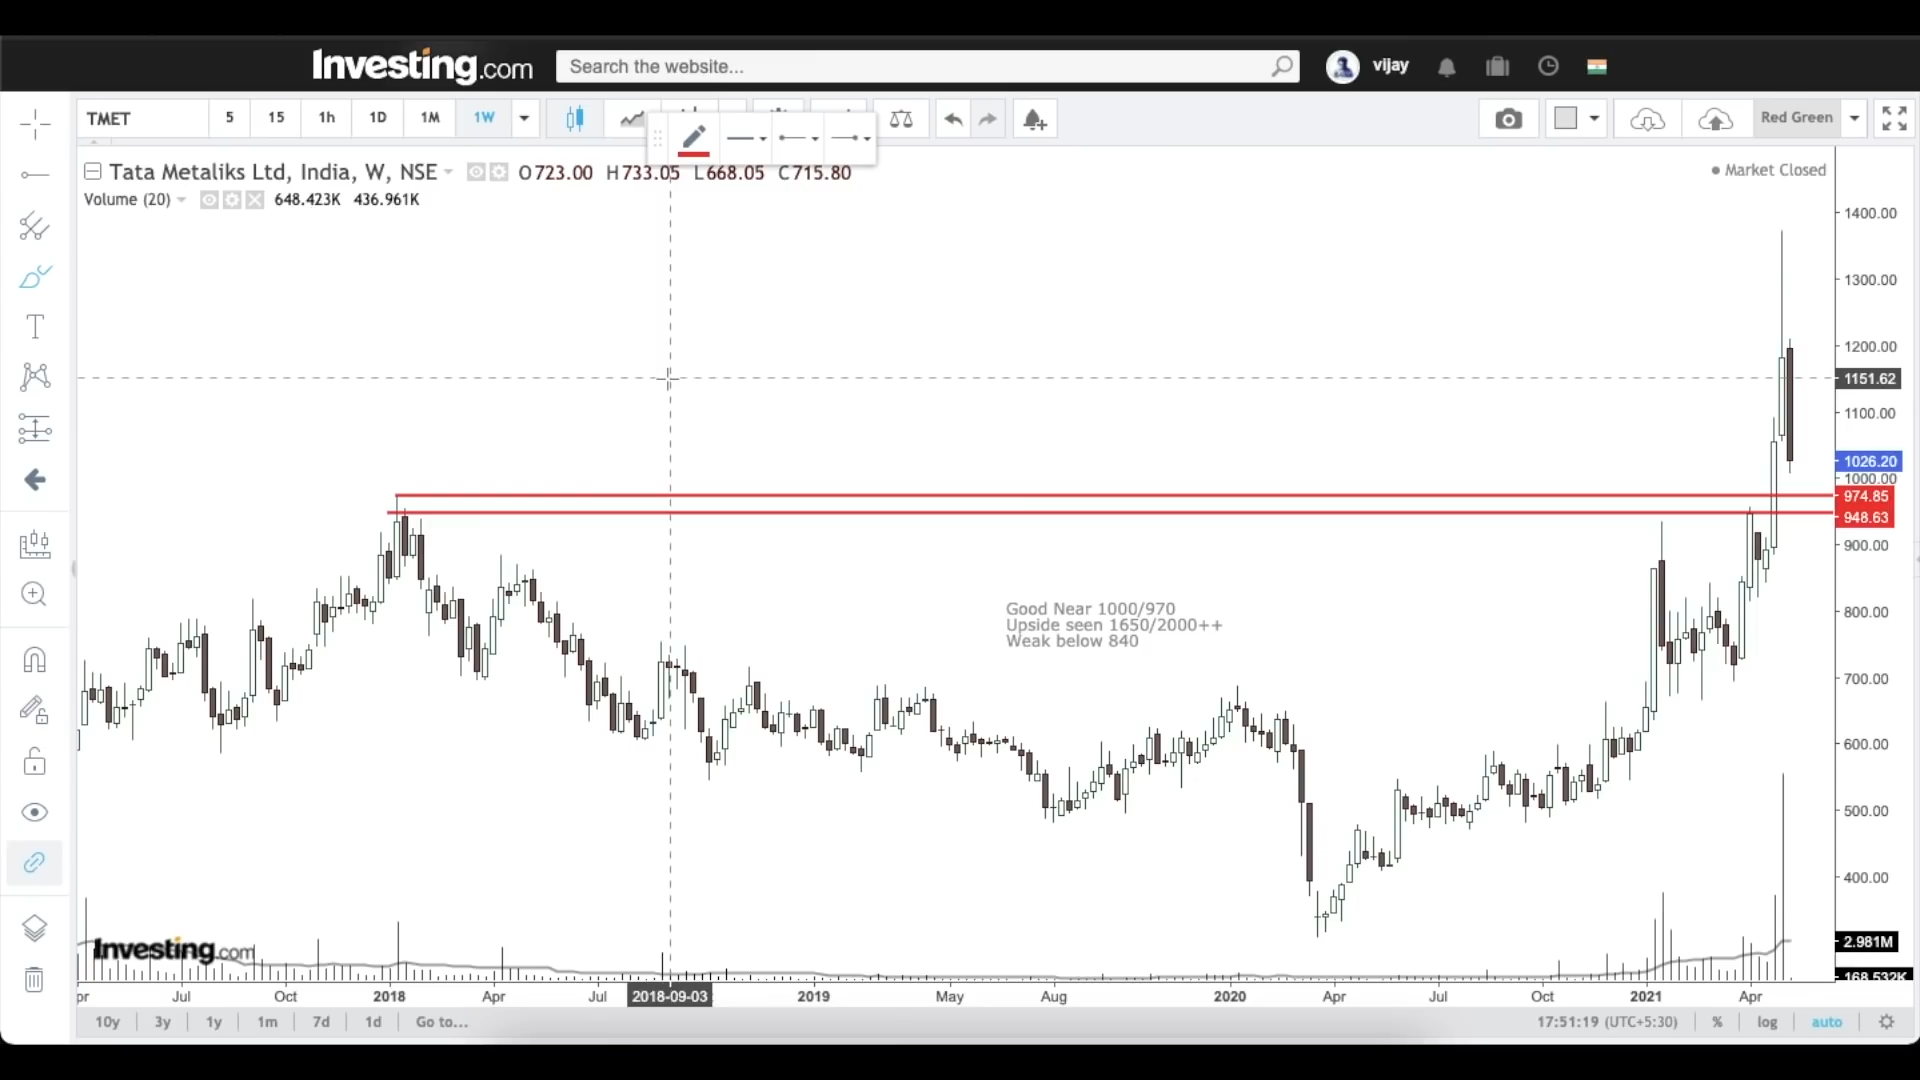 Investing.com
Search the website...
vijay
TMET 5 15 1h 1D 1M 1W
Red Green
Tata Metaliks Ltd, India, W, NSE O723.00 H733.05 L668.05 C715.80
Market Closed
Volume (20) 648.423K 436.961K
1400.00
1300.00
1200.00
1151.62
1100.00
1026.20
1000.00
974.85
948.63
900.00
Good Near 1000/970
Upside seen 1650/2000++
Weak below 840
800.00
700.00
600.00
500.00
400.00
Investing.com
2.981M
168.532K
pr Jul Oct 2018 Apr Jul 2018-09-03 2019 May Aug 2020 Apr Jul Oct 2021 Apr
10y 3y 1y 1m 7d 1d Go to... 17:51:19 (UTC+5:30) % log auto